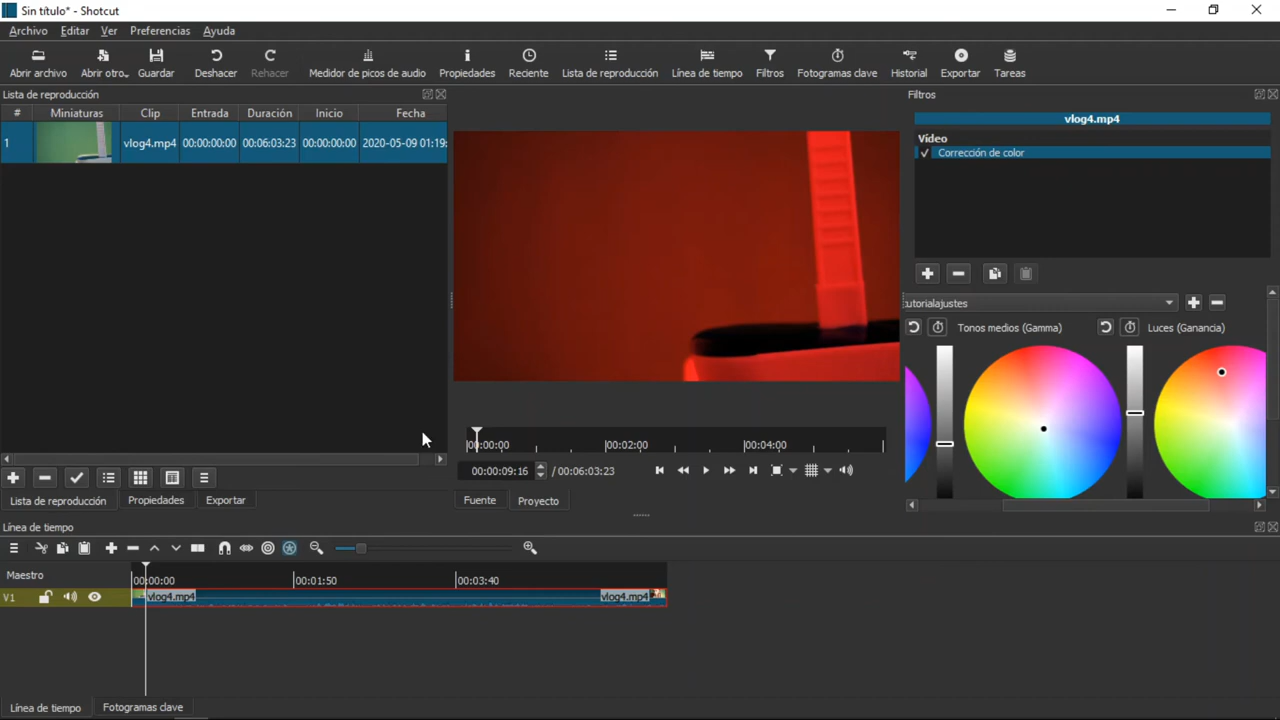 Sin título* - Shotcut
Archivo Editar Ver Preferencias Ayuda
Abrir archivo Abrir otro.. Guardar Deshacer Rehacer Medidor de picos de audio Propiedades Reciente Lista de reproducción Línea de tiempo Filtros Fotogramas clave Historial Exportar Tareas
Lista de reproducción
# Miniaturas Clip Entrada Duración Inicio Fecha
1 vlog4.mp4 00:00:00:00 00:06:03:23 00:00:00:00 2020-05-09 01:19:
Filtros
vlog4.mp4
Vídeo
Corrección de color
tutorialajustes
Tonos medios (Gamma) Luces (Ganancia)
00:00:00 00:02:00 00:04:00
00:00:09:16 / 00:06:03:23
Lista de reproducción Propiedades Exportar
Fuente Proyecto
Línea de tiempo
Maestro
00:00:00 00:01:50 00:03:40
V1 vlog4.mp4 vlog4.mp4
Línea de tiempo Fotogramas clave